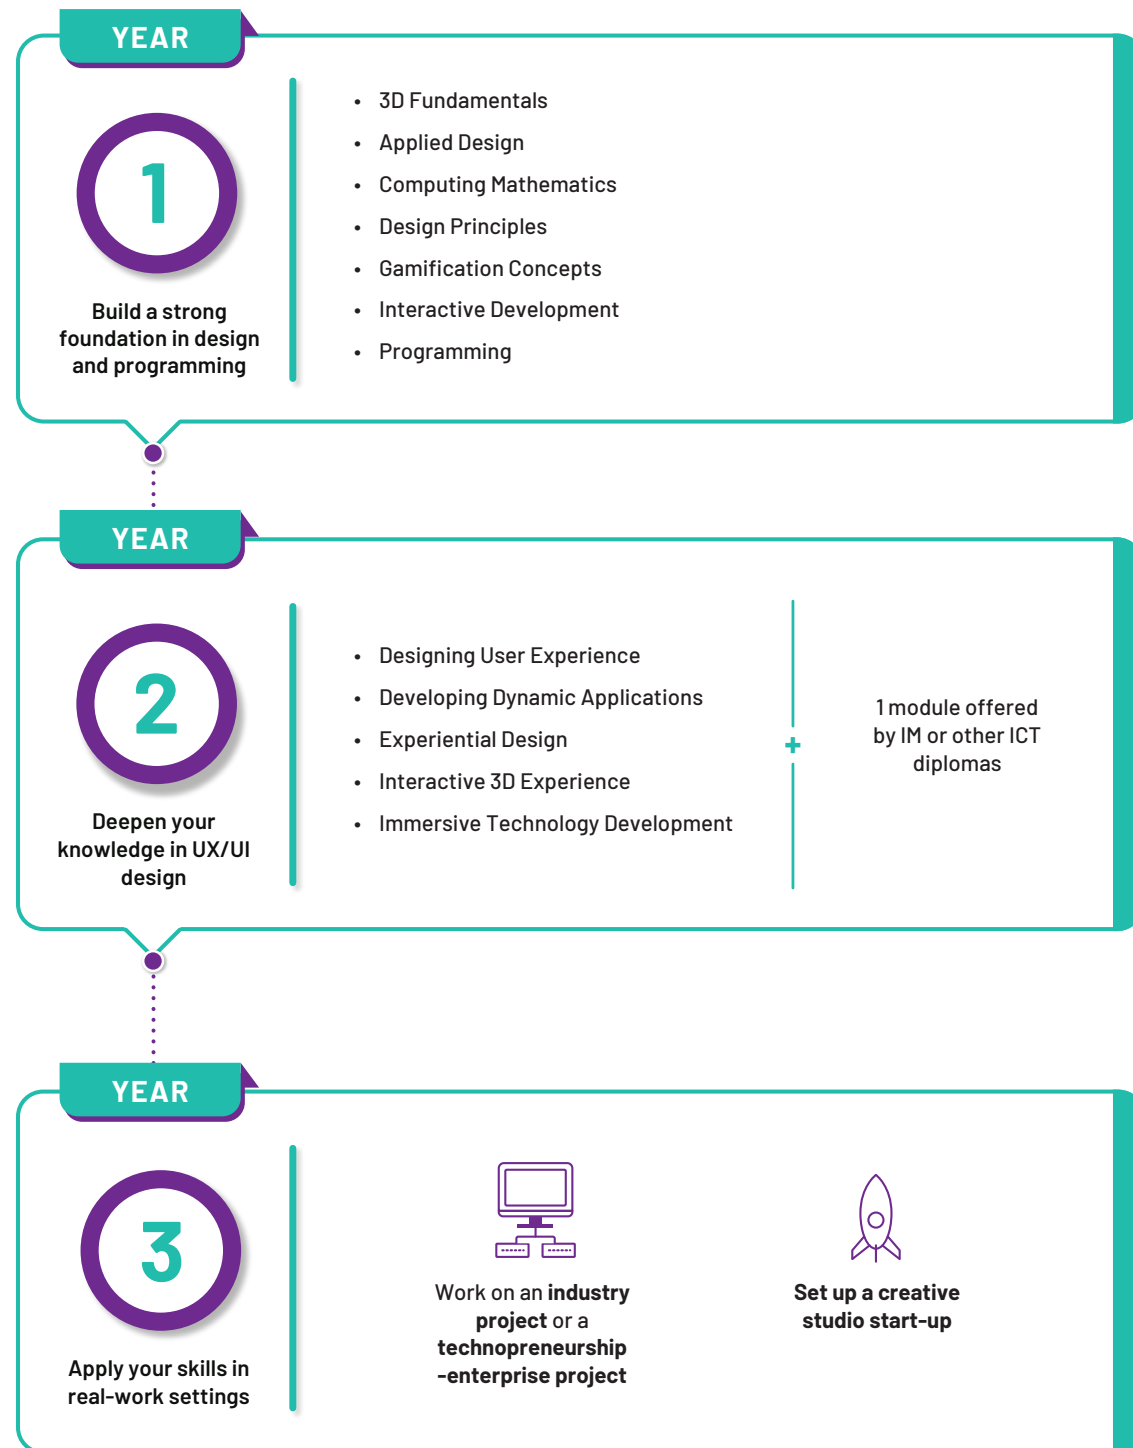 YEAR
1
Build a strong
foundation in design
and programming
• 3D Fundamentals
• Applied Design
• Computing Mathematics
• Design Principles
• Gamification Concepts
• Interactive Development
• Programming
YEAR
2
Deepen your
knowledge in UX/UI
design
• Designing User Experience
• Developing Dynamic Applications
• Experiential Design
• Interactive 3D Experience
• Immersive Technology Development
+
1 module offered
by IM or other ICT
diplomas
YEAR
3
Apply your skills in
real-work settings
Work on an industry
project or a
technopreneurship
-enterprise project
Set up a creative
studio start-up